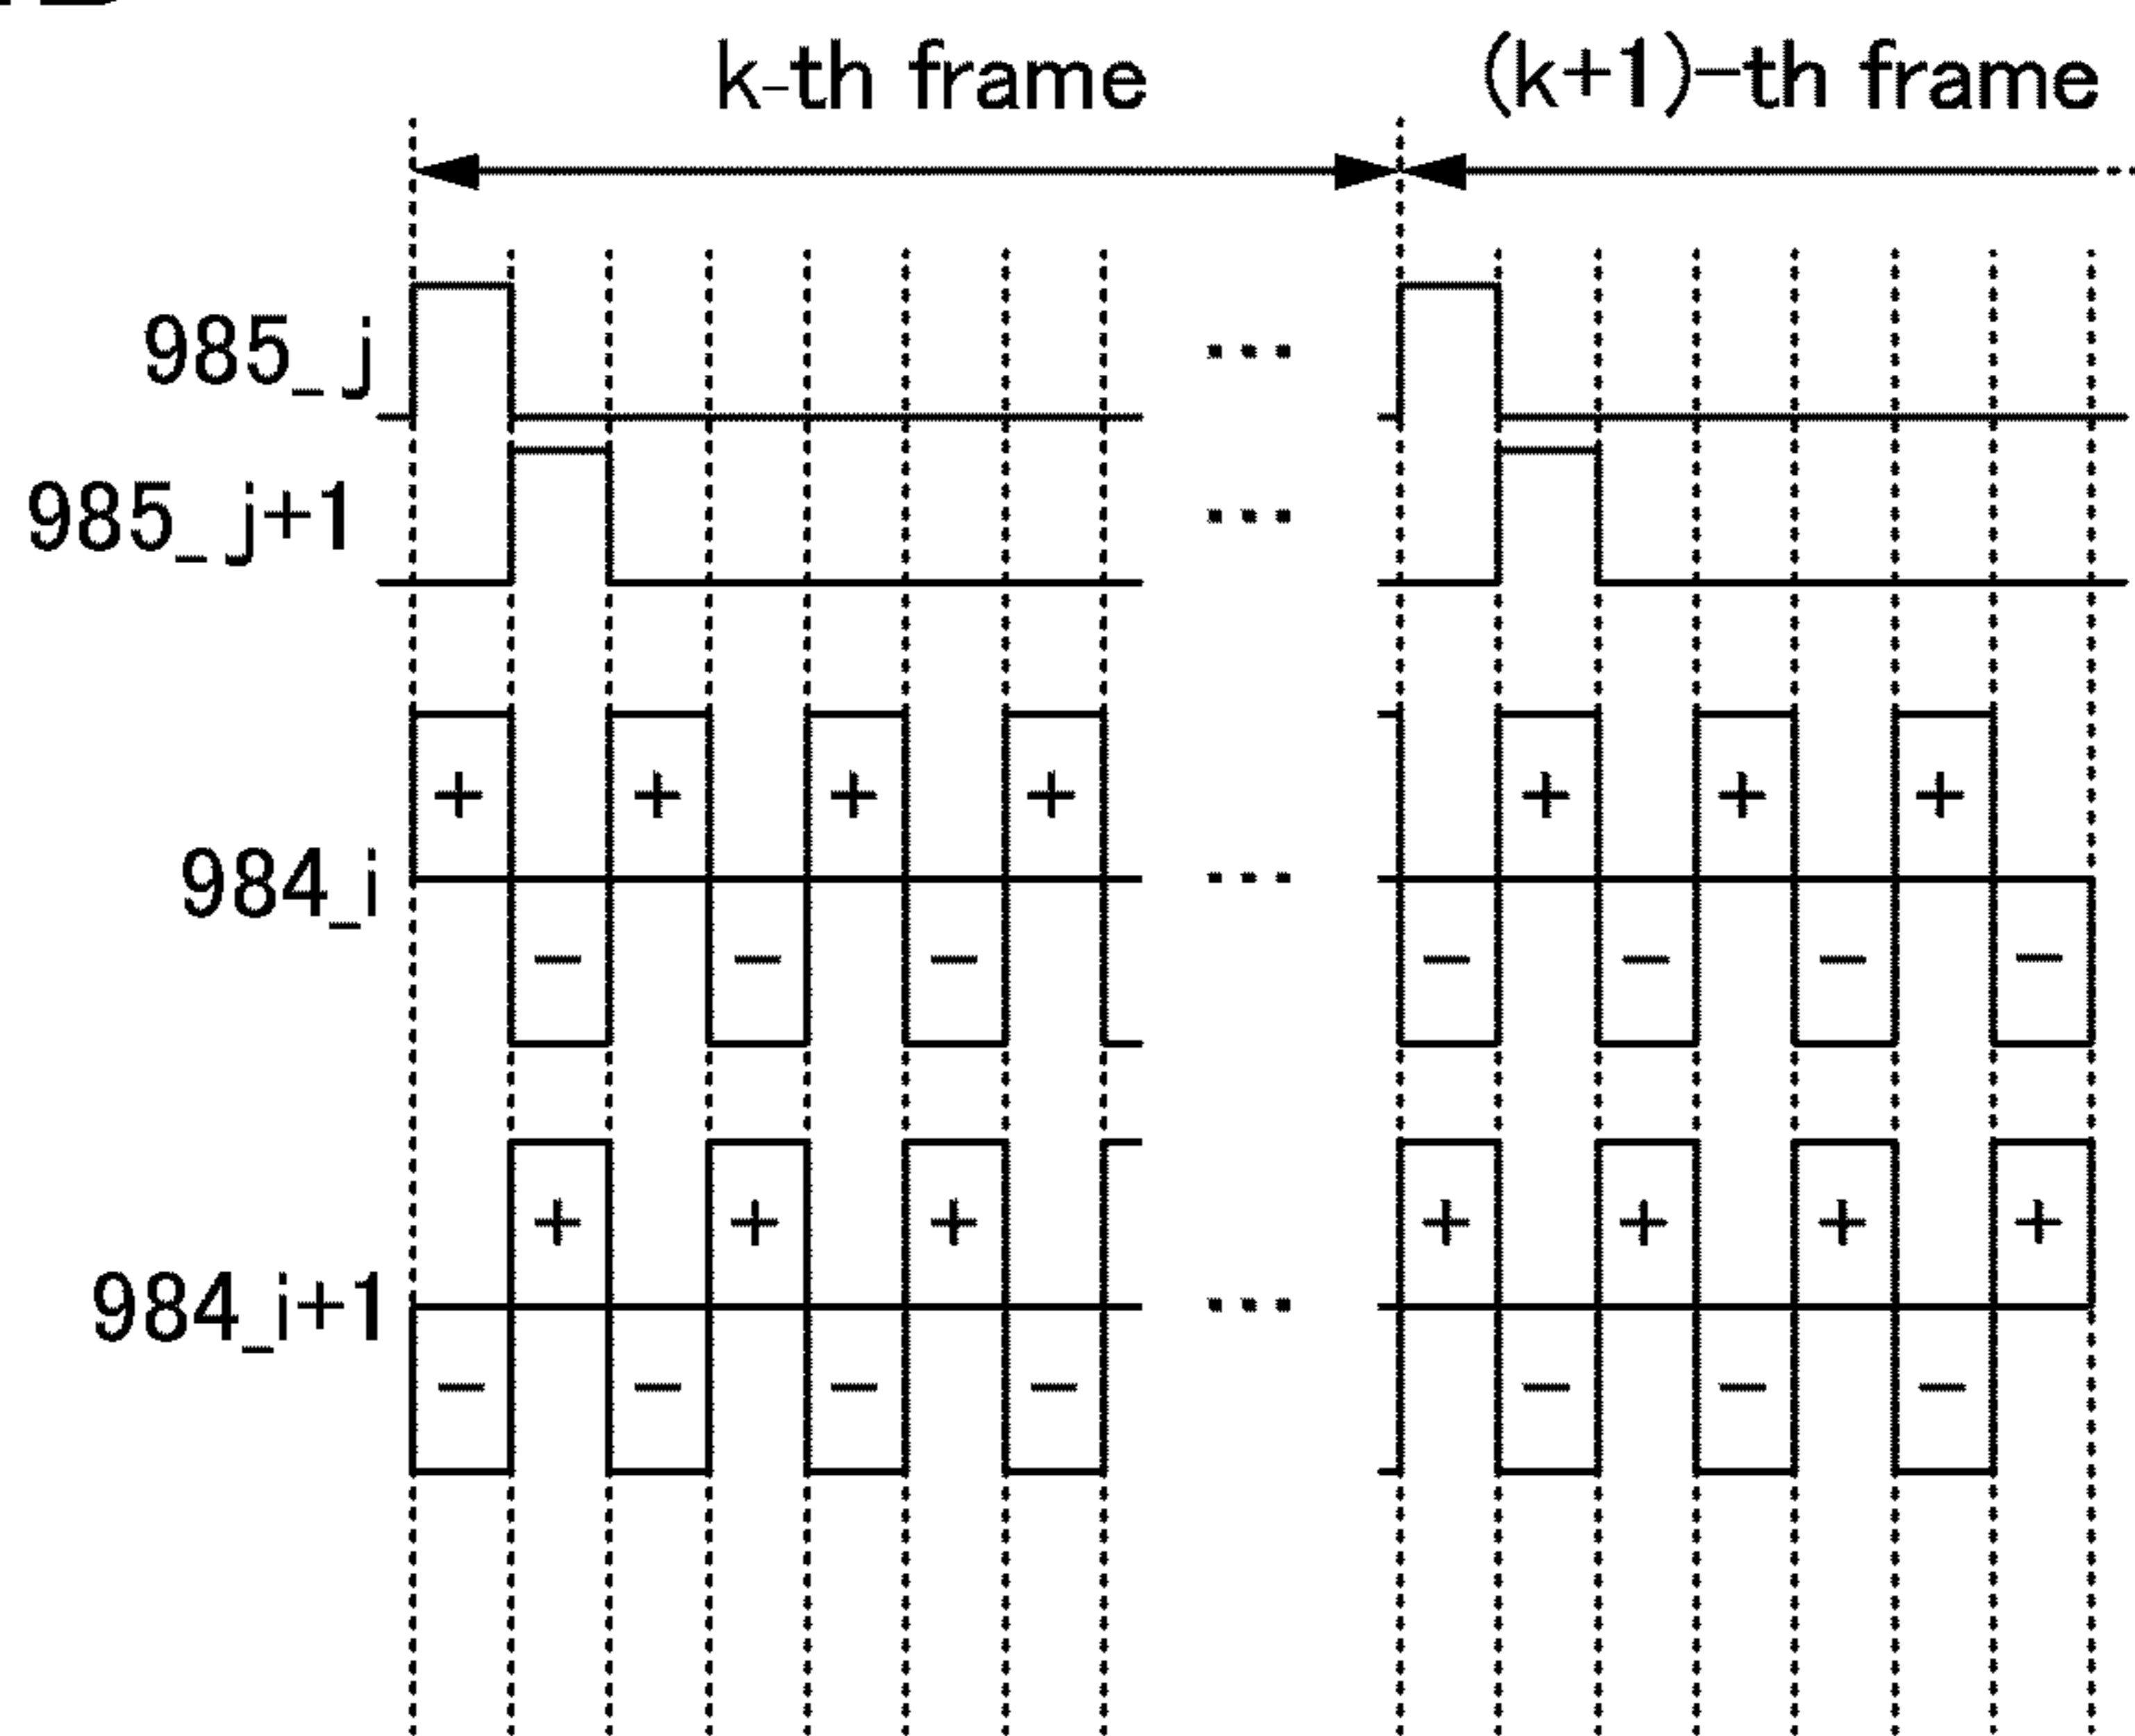 k-th frame (k+1)-th frame
985_j
985_j+1
+ + + + + + +
984_i
- - - - - - -
+ + + + + + +
984_i+1
- - - - - - -